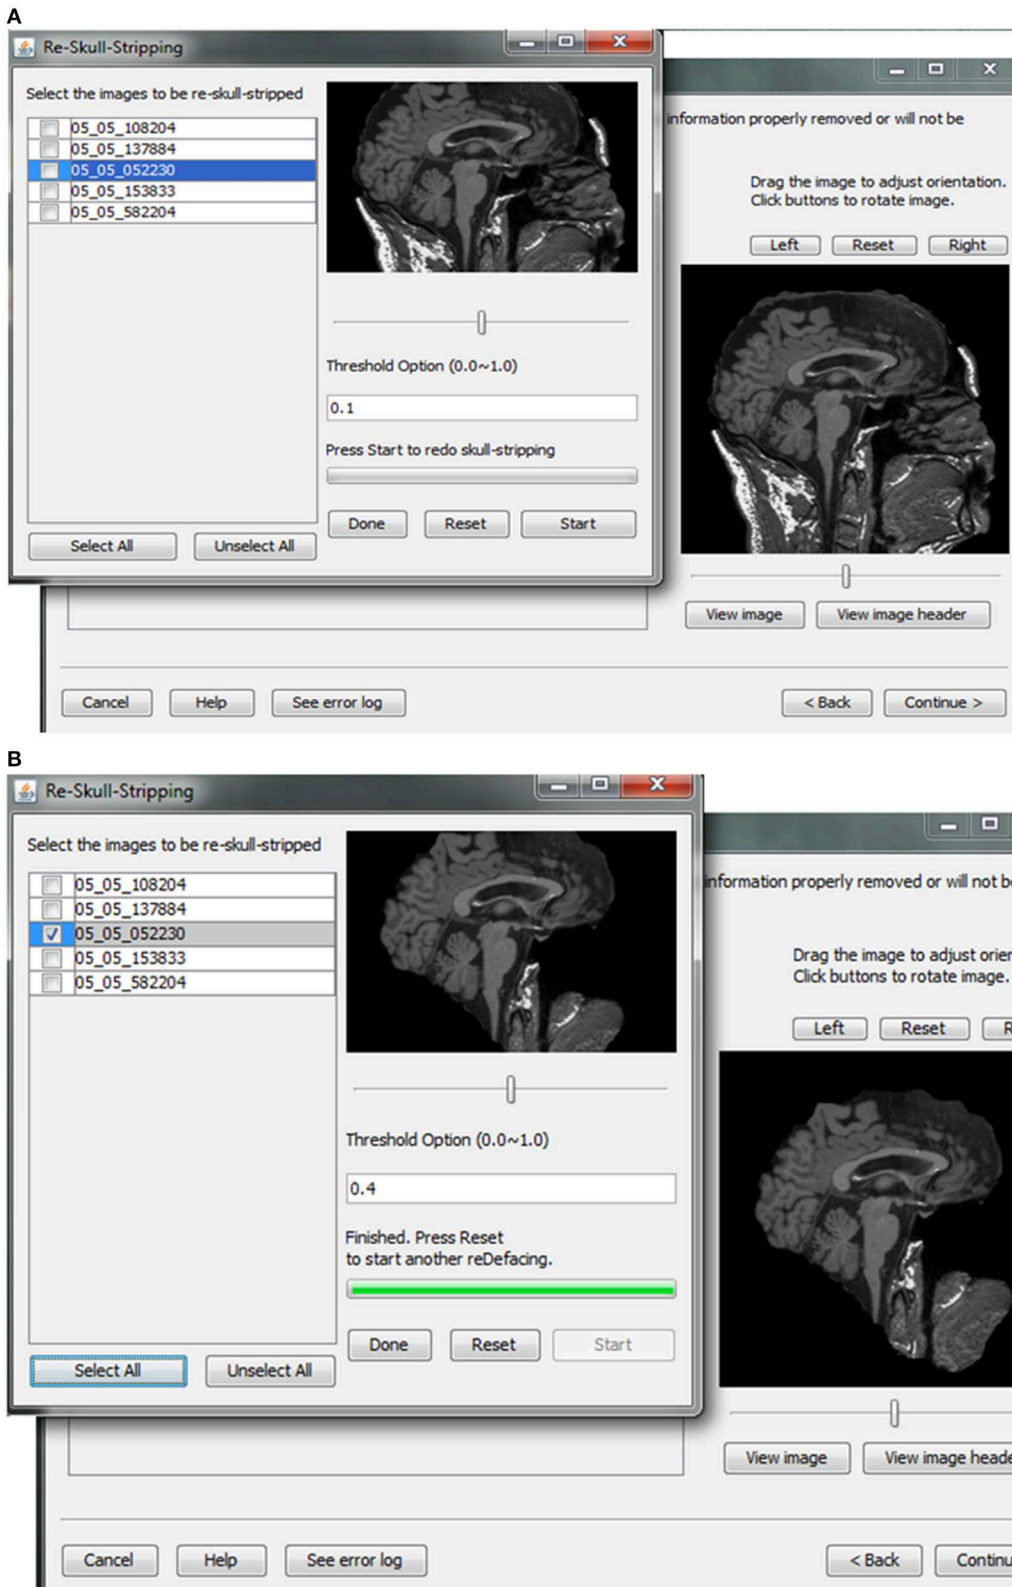 A
Re-Skull-Stripping
Select the images to be re-skull-stripped
05_05_108204
05_05_137884
05_05_052230
05_05_153833
05_05_582204
Select All
Unselect All
Threshold Option (0.0~1.0)
0.1
Press Start to redo skull-stripping
Done
Reset
Start
information properly removed or will not be
Drag the image to adjust orientation.
Click buttons to rotate image.
Left
Reset
Right
View image
View image header
Cancel
Help
See error log
< Back
Continue >
B
Re-Skull-Stripping
Select the images to be re-skull-stripped
05_05_108204
05_05_137884
05_05_052230
05_05_153833
05_05_582204
Select All
Unselect All
Threshold Option (0.0~1.0)
0.4
Finished. Press Reset
to start another reDefacing.
Done
Reset
Start
information properly removed or will not be
Drag the image to adjust orien
Click buttons to rotate image.
Left
Reset
R
View image
View image heade
Cancel
Help
See error log
< Back
Continu